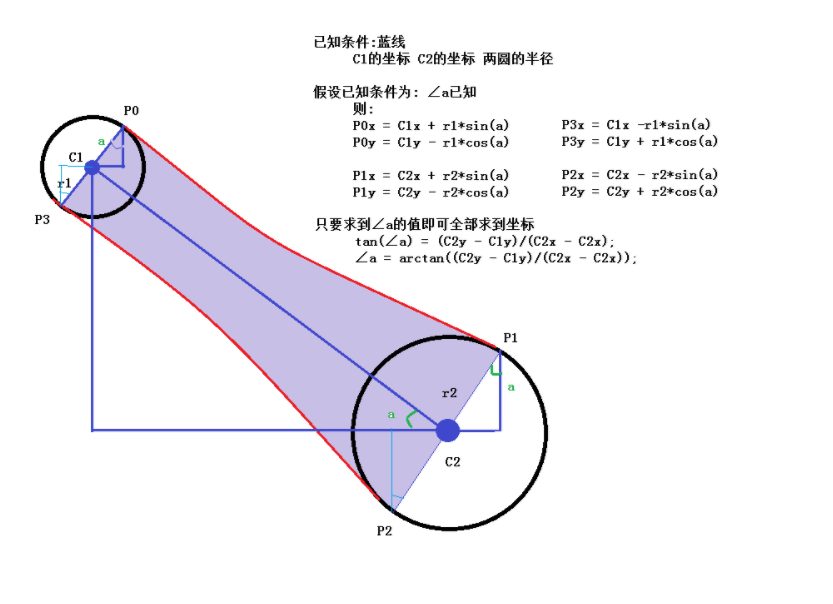 已知条件:蓝线
C1的坐标 C2的坐标 两圆的半径
假设已知条件为: ∠a已知
则:
P0x = C1x + r1*sin(a)
P0y = C1y - r1*cos(a)
P3x = C1x -r1*sin(a)
P3y = C1y + r1*cos(a)
P1x = C2x + r2*sin(a)
P1y = C2y - r2*cos(a)
P2x = C2x - r2*sin(a)
P2y = C2y + r2*cos(a)
只要求到∠a的值即可全部求到坐标
tan(∠a) = (C2y - C1y)/(C2x - C2x);
∠a = arctan((C2y - C1y)/(C2x - C2x));
P0
a
C1
r1
P3
P1
r2
a
a
C2
P2